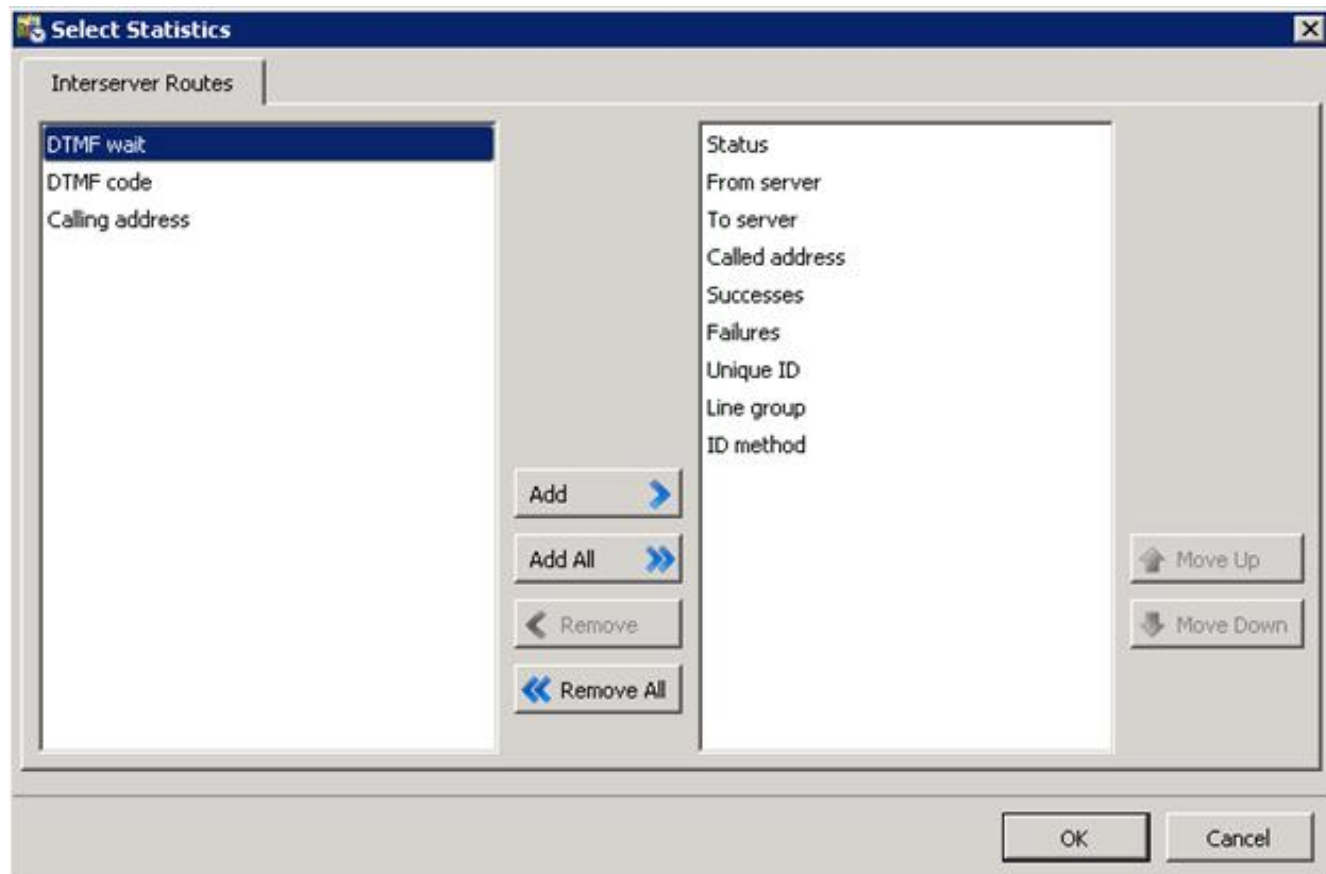 Select Statistics
Interserver Routes
DTMF wait
DTMF code
Calling address
Status
From server
To server
Called address
Successes
Failures
Unique ID
Line group
ID method
Add
Add All
Remove
Remove All
Move Up
Move Down
OK
Cancel